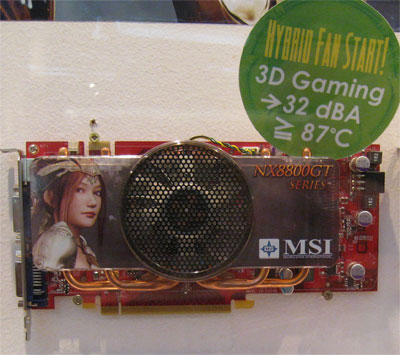 HYBRID FAN START!
3D Gaming
→32 dBA
≧ 87°C
NX8800GT
SERIES
MSI